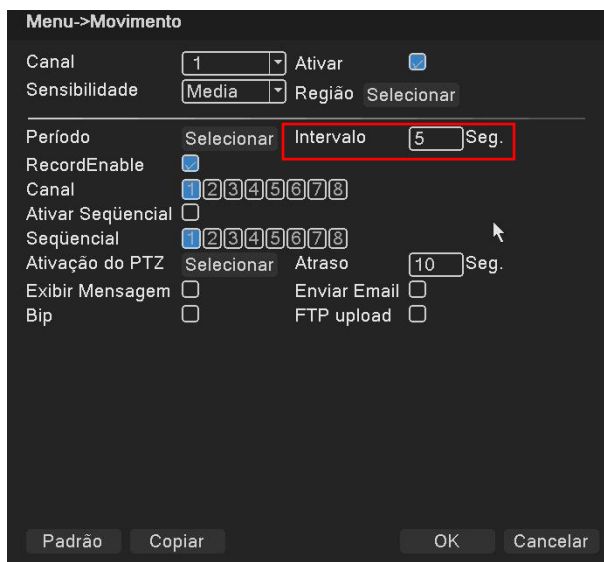 Menu->Movimento
Canal 1 Ativar
Sensibilidade Media Região Selecionar
Período Selecionar Intervalo 5 Seg.
RecordEnable
Canal 1 2 3 4 5 6 7 8
Ativar Seqüencial
Seqüencial 1 2 3 4 5 6 7 8
Ativação do PTZ Selecionar Atraso 10 Seg.
Exibir Mensagem Enviar Email
Bip FTP upload
Padrão Copiar OK Cancelar